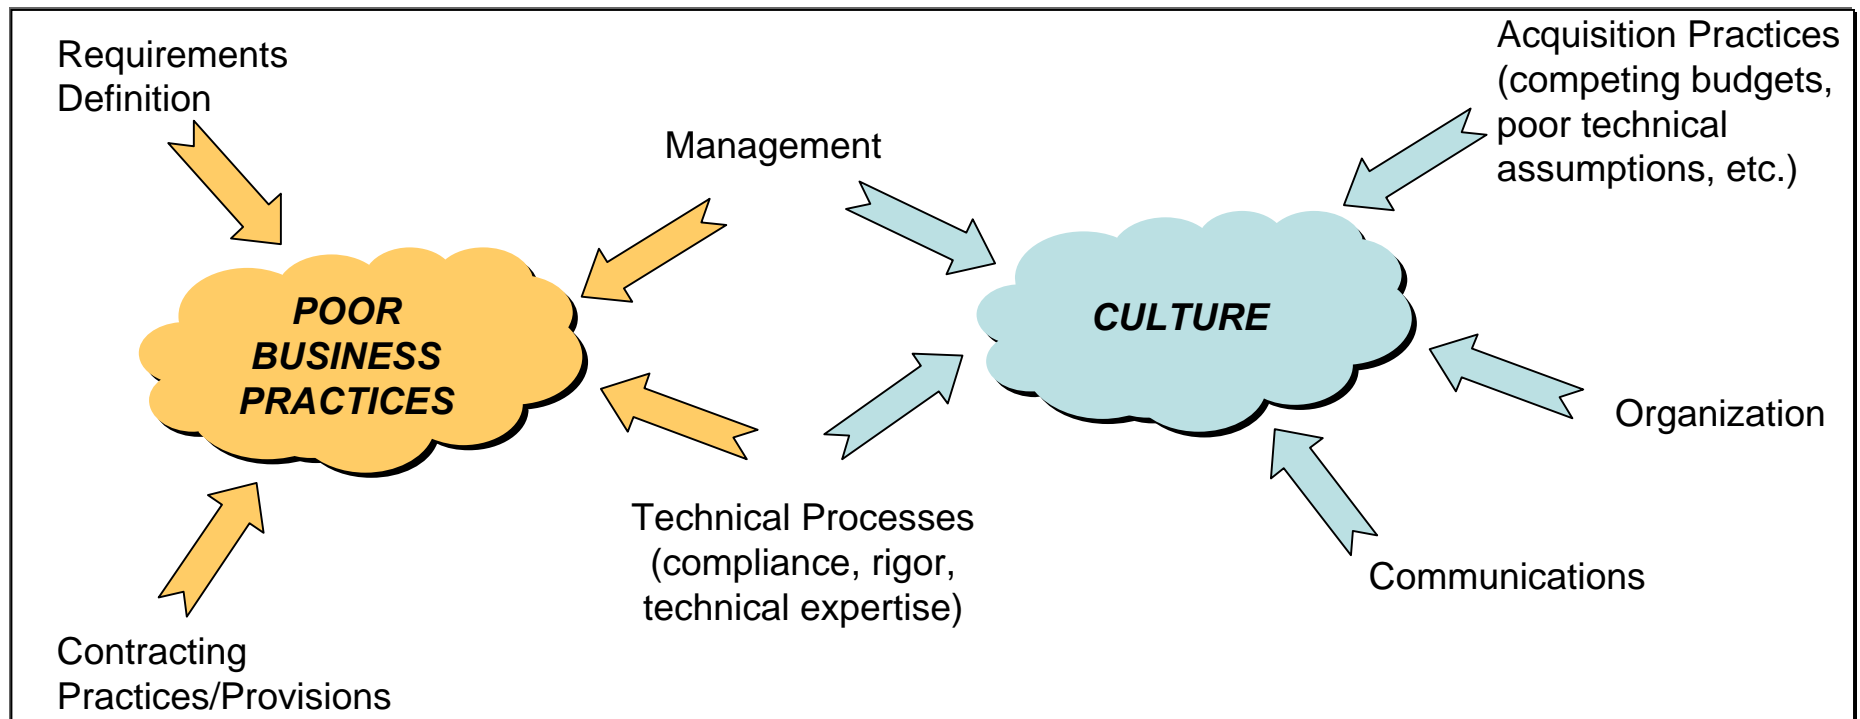 Requirements
Definition
Management
Acquisition Practices
(competing budgets,
poor technical
assumptions, etc.)
POOR
BUSINESS
PRACTICES
CULTURE
Organization
Technical Processes
(compliance, rigor,
technical expertise)
Communications
Contracting
Practices/Provisions